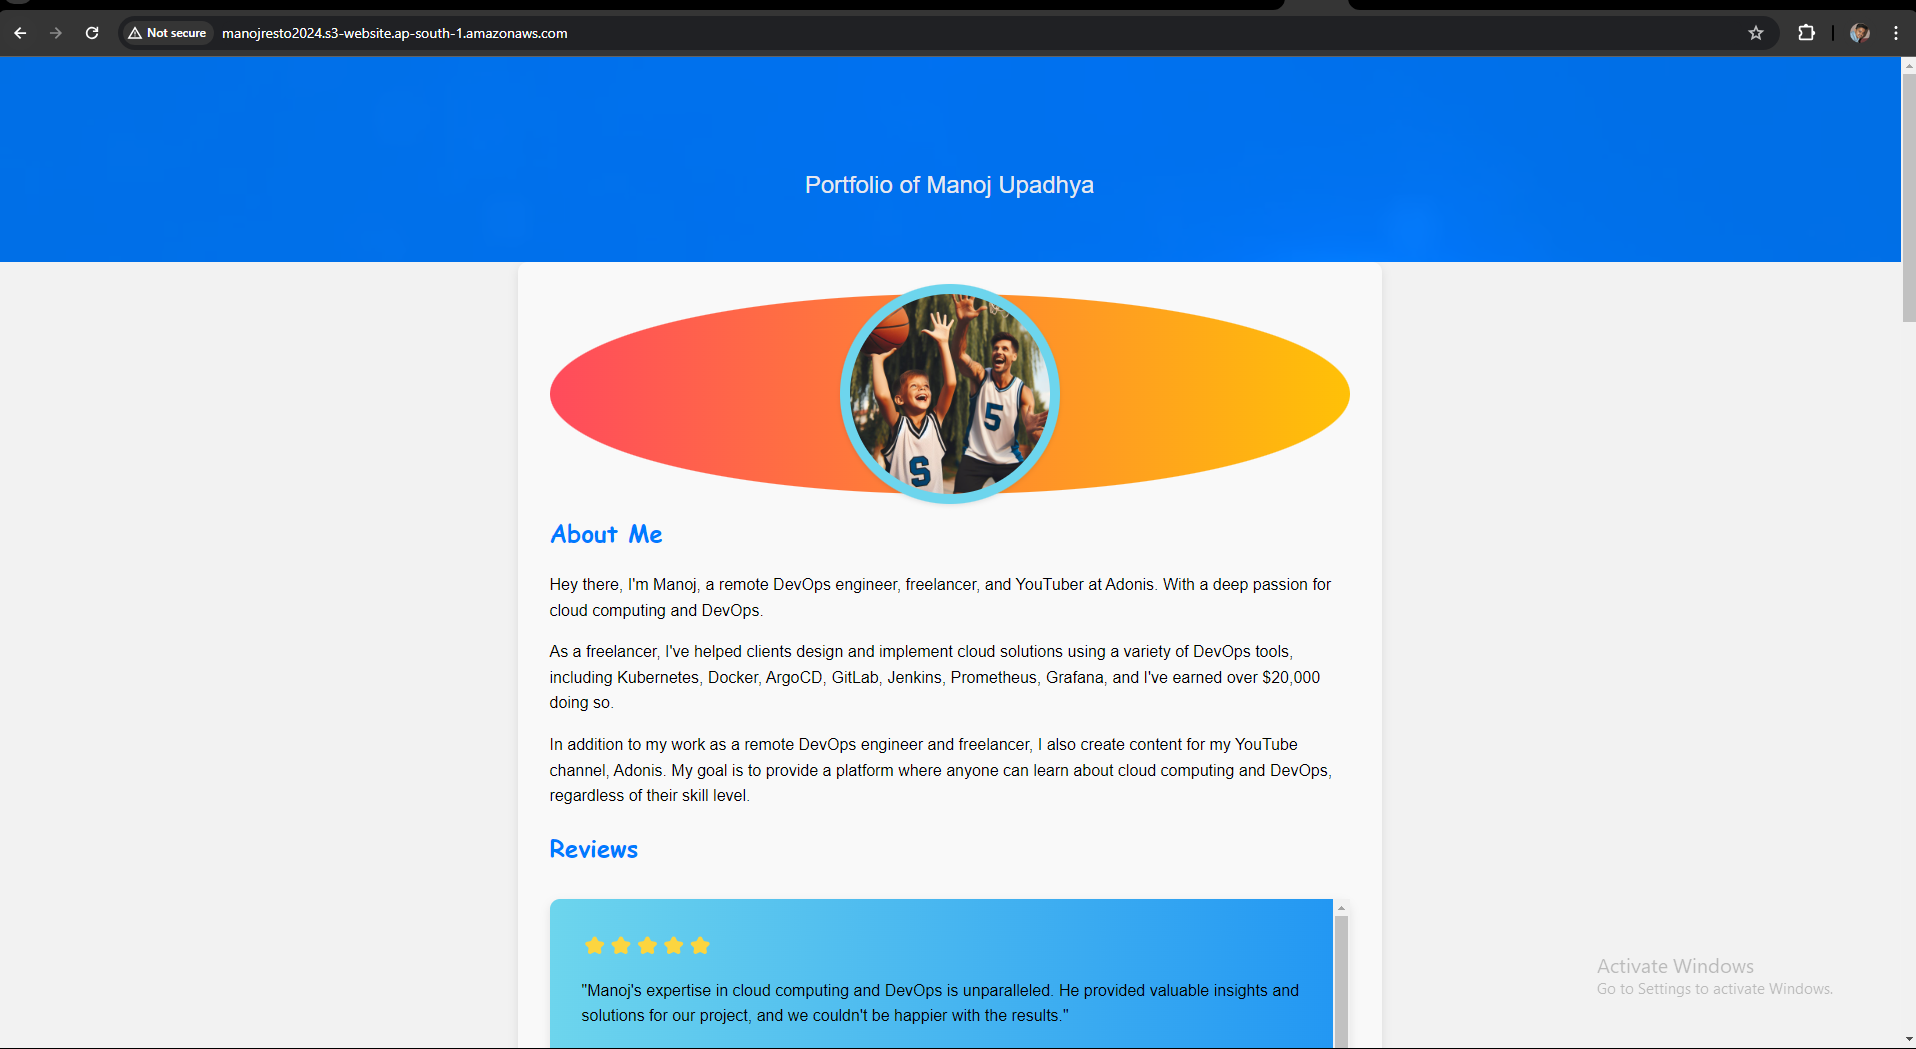 Not secure
manojresto2024.s3-website.ap-south-1.amazonaws.com
Portfolio of Manoj Upadhya
5
S
About Me
Hey there, I'm Manoj, a remote DevOps engineer, freelancer, and YouTuber at Adonis. With a deep passion for
cloud computing and DevOps.
As a freelancer, I've helped clients design and implement cloud solutions using a variety of DevOps tools,
including Kubernetes, Docker, ArgoCD, GitLab, Jenkins, Prometheus, Grafana, and I've earned over $20,000
doing so.
In addition to my work as a remote DevOps engineer and freelancer, I also create content for my YouTube
channel, Adonis. My goal is to provide a platform where anyone can learn about cloud computing and DevOps,
regardless of their skill level.
Reviews
"Manoj's expertise in cloud computing and DevOps is unparalleled. He provided valuable insights and
solutions for our project, and we couldn't be happier with the results."
Activate Windows
Go to Settings to activate Windows.